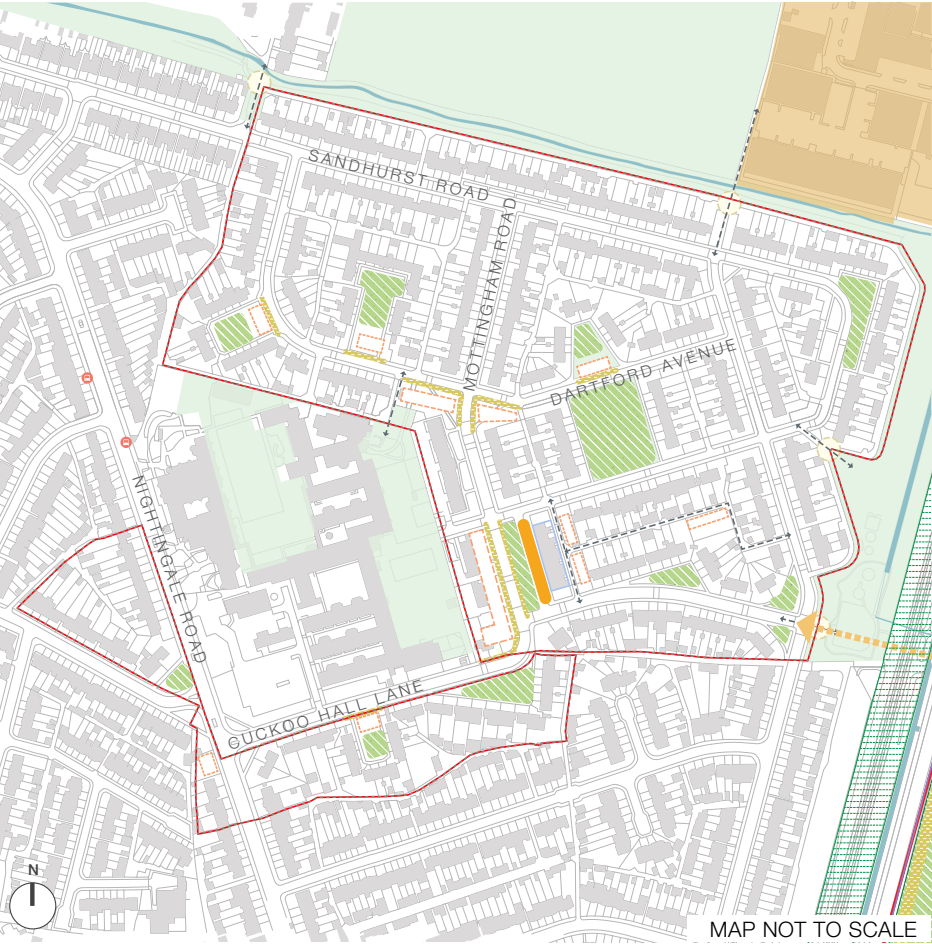 SANDHURST ROAD
MOTTINGHAM ROAD
DARTFORD AVENUE
NIGHTINGALE ROAD
CUCKOO HALL LANE
N
MAP NOT TO SCALE